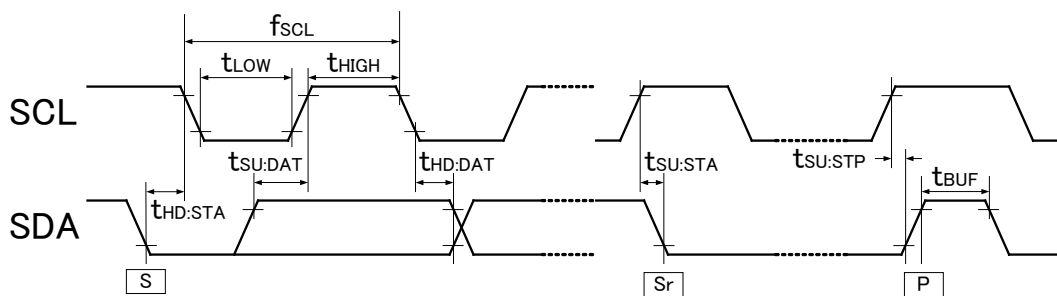 fSCL
tLOW
tHIGH
SCL
tSU:DAT
tHD:DAT
tSU:STA
tSU:STP
tBUF
tHD:STA
SDA
S
Sr
P